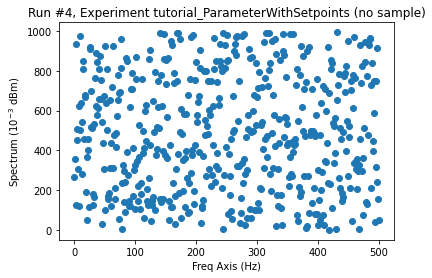 Run #4, Experiment tutorial_ParameterWithSetpoints (no sample)
1000
800
600
400
200
0
Spectrum (10⁻³ dBm)
0 100 200 300 400 500
Freq Axis (Hz)